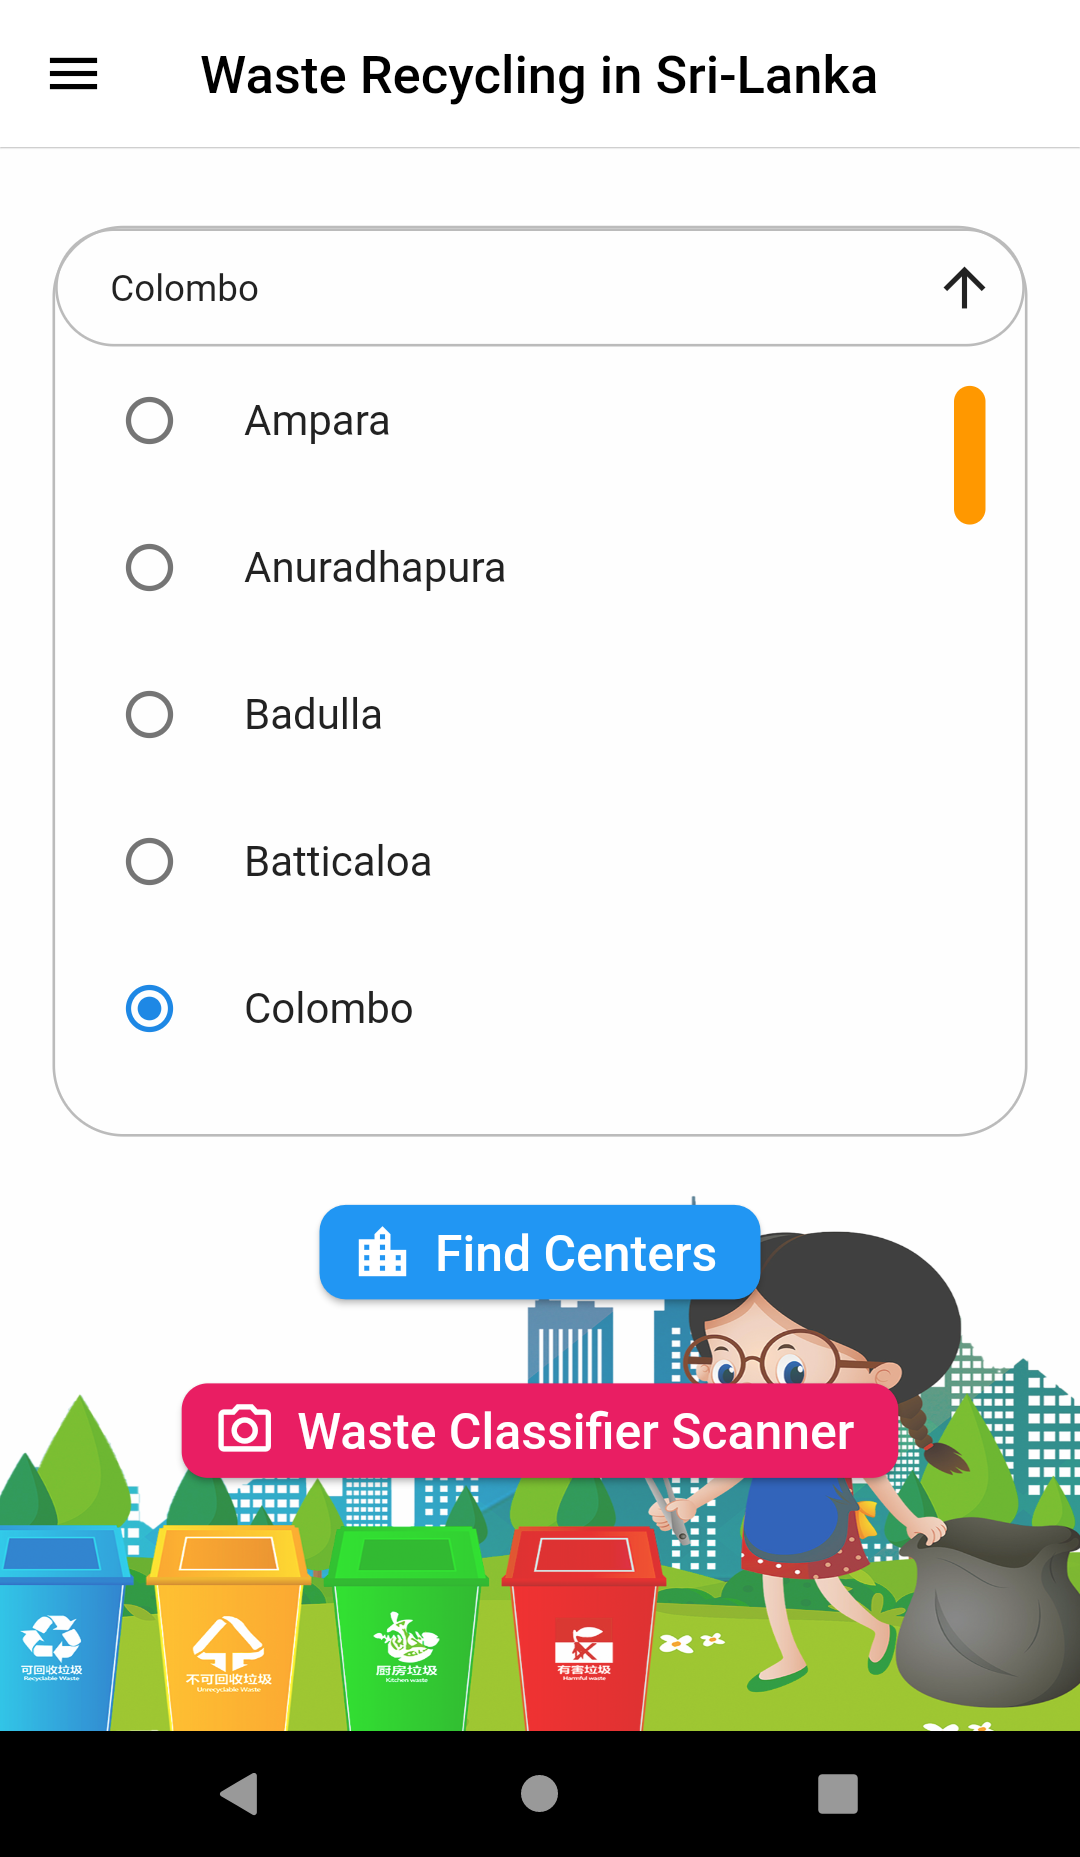 Waste Recycling in Sri-Lanka
Colombo
Ampara
Anuradhapura
Badulla
Batticaloa
Colombo
Find Centers
Waste Classifier Scanner
可回收垃圾
Recyclable Waste
不可回收垃圾
Unrecyclable Waste
厨房垃圾
Kitchen waste
有害垃圾
Harmful waste